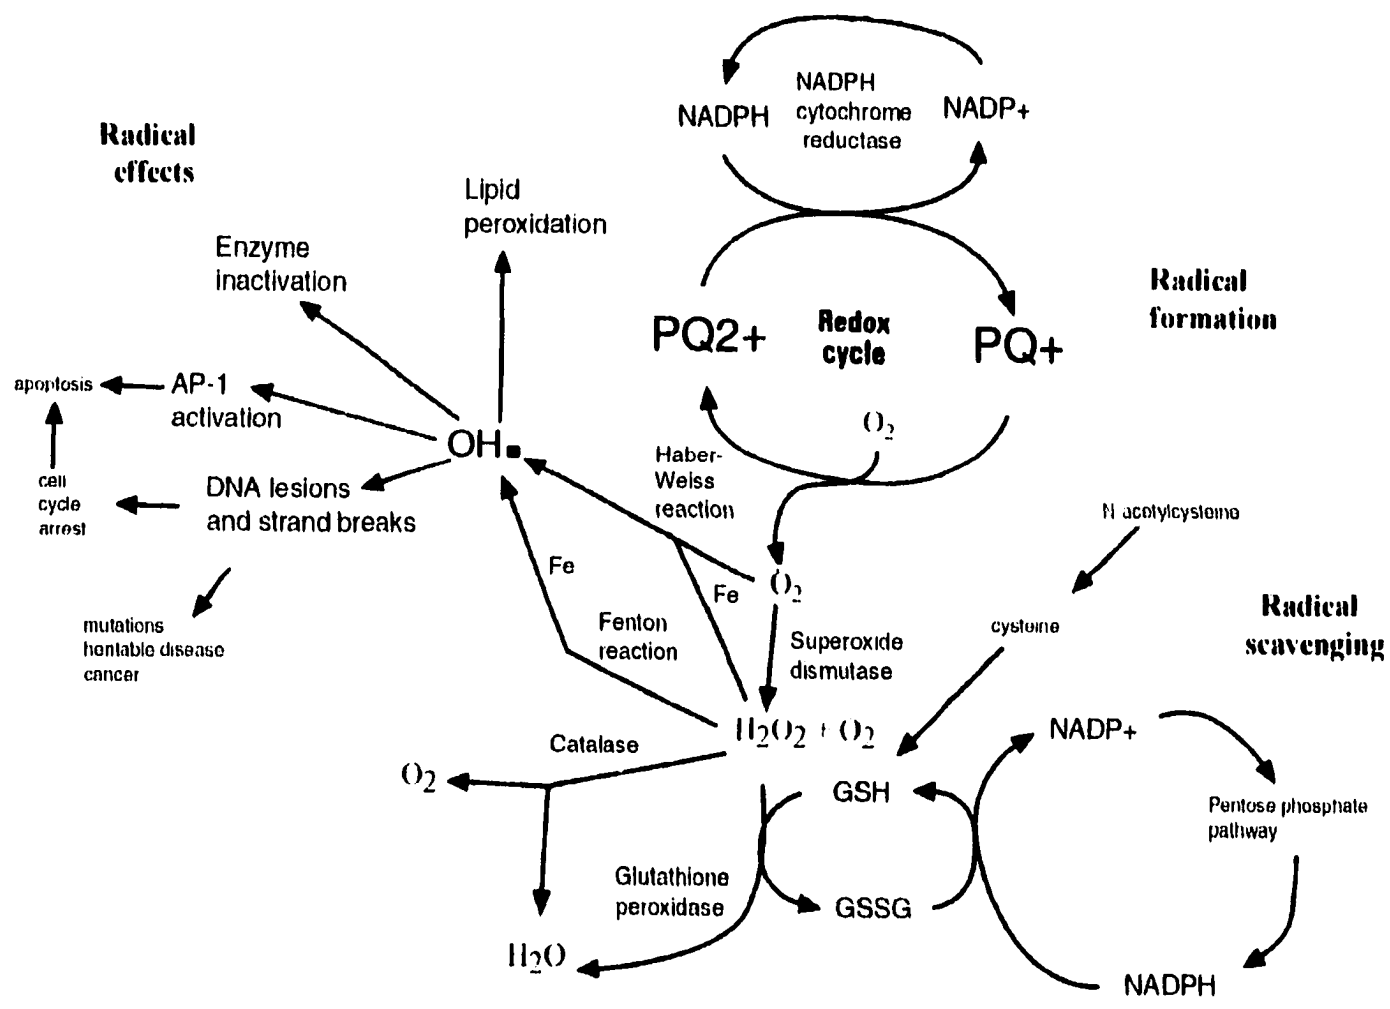 NADPH
cytochrome
reductase
NADPH
NADP+
Radical
effects
Lipid
peroxidation
Enzyme
inactivation
Radical
formation
PQ2+
Redox
cycle
PQ+
apoptosis
AP-1
activation
O2
OH■
Haber-
Weiss
reaction
cell
cycle
arrest
DNA lesions
and strand breaks
N-acetylcysteine
Fe
O2
Fe
Radical
scavenging
mutations
heritable disease
cancer
Fenton
reaction
Superoxide
dismutase
cysteine
H2O2 + O2
NADP+
Catalase
O2
GSH
Pentose phosphate
pathway
Glutathione
peroxidase
GSSG
H2O
NADPH